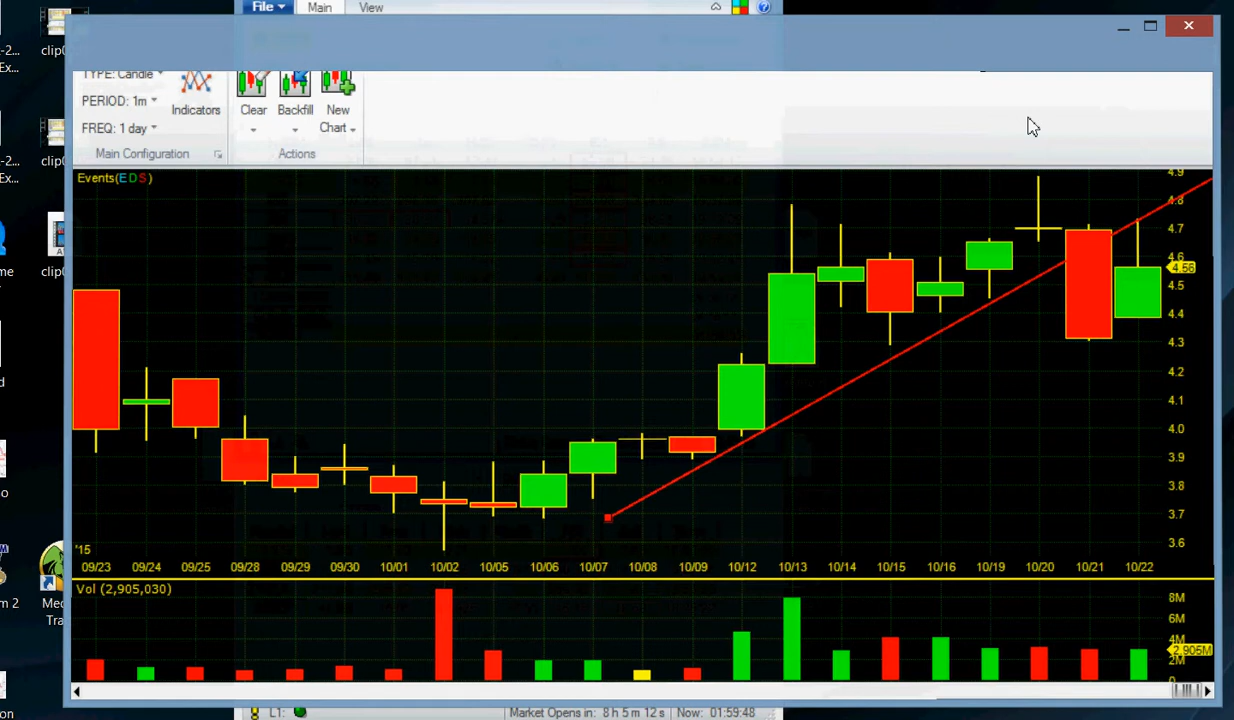 File Main View
-2... clip
Ex...
TYPE: Candle
PERIOD: 1m Indicators Clear Backfill New
FREQ: 1 day Chart
Main Configuration Actions
Events(EDS)
4.9
4.8
4.7
4.6
4.56
4.5
4.4
4.3
4.2
4.1
4.0
3.9
3.8
3.7
3.6
'15
09/23 09/24 09/25 09/28 09/29 09/30 10/01 10/02 10/05 10/06 10/07 10/08 10/09 10/12 10/13 10/14 10/15 10/16 10/19 10/20 10/21 10/22
Vol (2,905,030)
8M
6M
4M
2.905M
2M
0
L1: Market Opens in: 8 h 5 m 12 s Now: 01:59:48